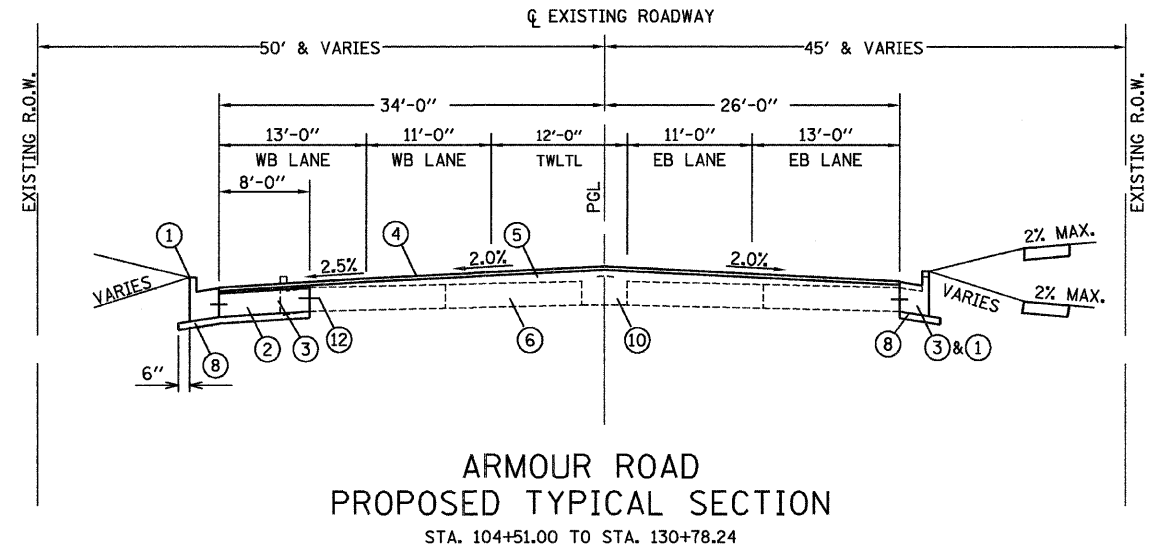 ℄ EXISTING ROADWAY
50' & VARIES
45' & VARIES
EXISTING R.O.W.
EXISTING R.O.W.
34'-0"
26'-0"
13'-0"
11'-0"
12'-0"
11'-0"
13'-0"
WB LANE
WB LANE
TWLTL
EB LANE
EB LANE
8'-0"
PGL
1
4
5
2% MAX.
2.5%
2.0%
2.0%
VARIES
VARIES
2% MAX.
8
2
3
12
6
10
8
3 & 1
6"
ARMOUR ROAD
PROPOSED TYPICAL SECTION
STA. 104+51.00 TO STA. 130+78.24